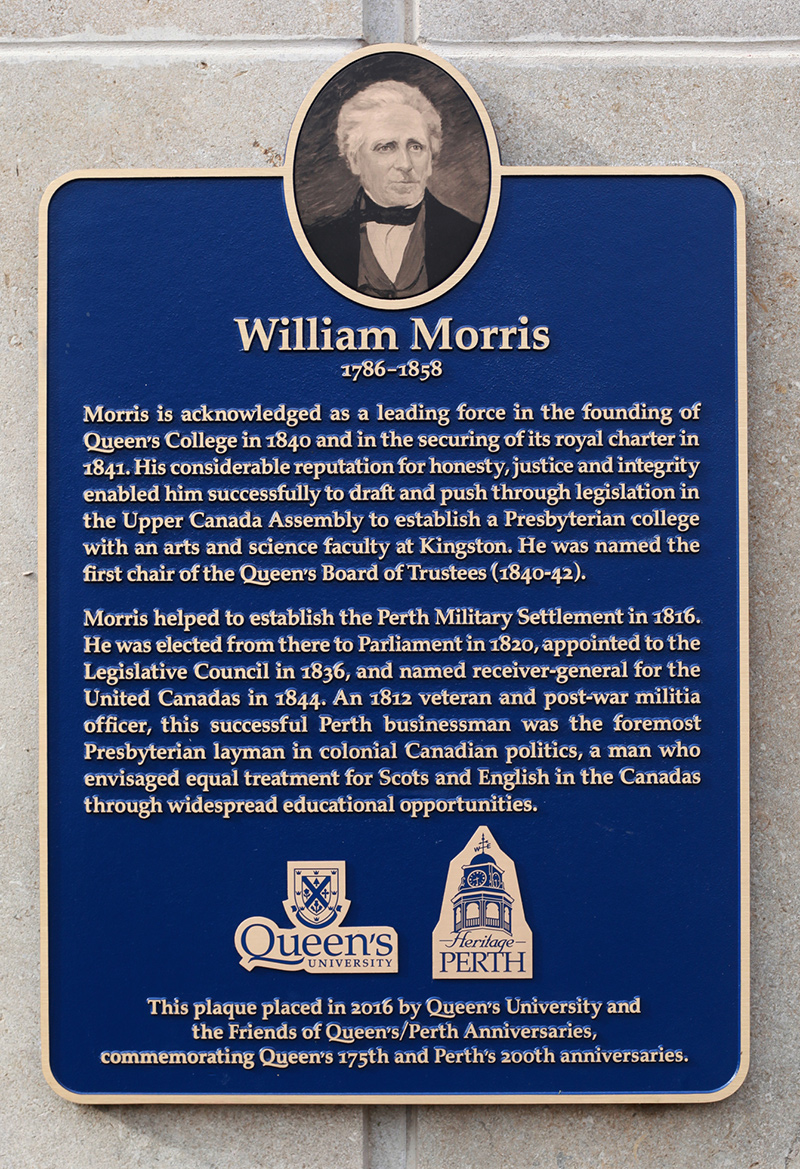 William Morris
1786–1858
Morris is acknowledged as a leading force in the founding of
Queen's College in 1840 and in the securing of its royal charter in
1841. His considerable reputation for honesty, justice and integrity
enabled him successfully to draft and push through legislation in
the Upper Canada Assembly to establish a Presbyterian college
with an arts and science faculty at Kingston. He was named the
first chair of the Queen's Board of Trustees (1840-42).
Morris helped to establish the Perth Military Settlement in 1816.
He was elected from there to Parliament in 1820, appointed to the
Legislative Council in 1836, and named receiver-general for the
United Canadas in 1844. An 1812 veteran and post-war militia
officer, this successful Perth businessman was the foremost
Presbyterian layman in colonial Canadian politics, a man who
envisaged equal treatment for Scots and English in the Canadas
through widespread educational opportunities.
Queen's
UNIVERSITY
W E
Heritage
PERTH
This plaque placed in 2016 by Queen's University and
the Friends of Queen's/Perth Anniversaries,
commemorating Queen's 175th and Perth's 200th anniversaries.